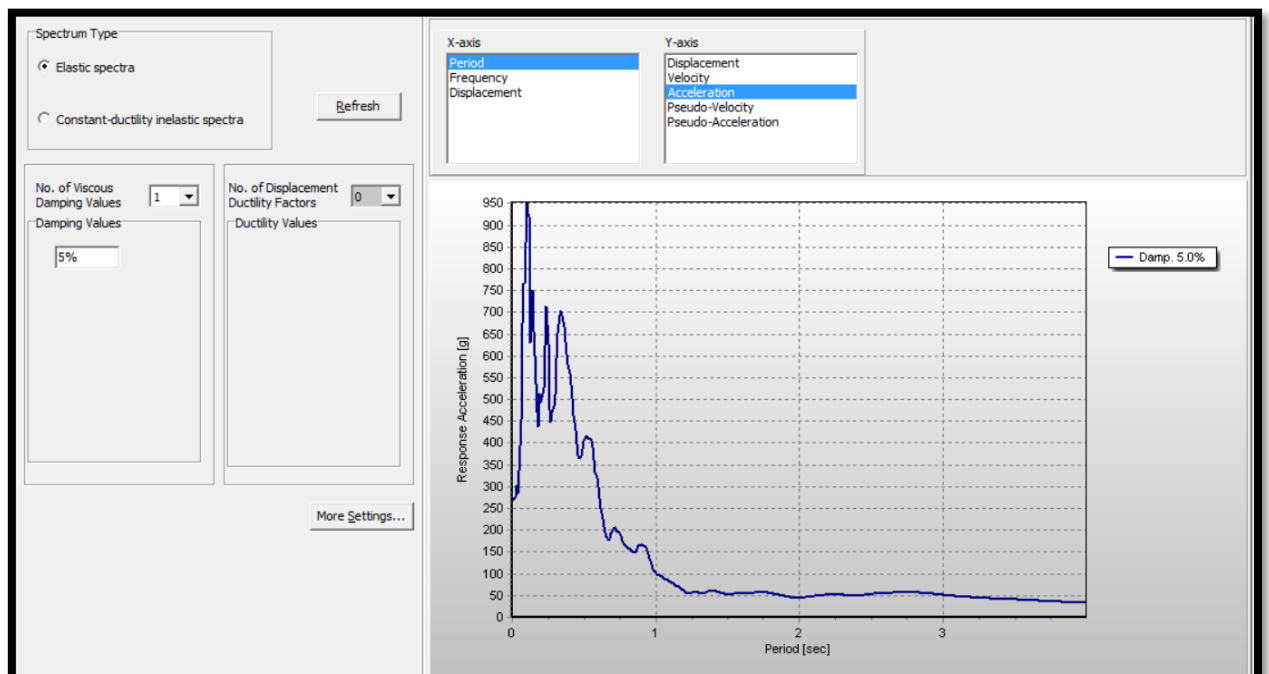 Spectrum Type
Elastic spectra
Constant-ductility inelastic spectra
Refresh
No. of Viscous
Damping Values
1
Damping Values
5%
No. of Displacement
Ductility Factors
0
Ductility Values
More Settings...
X-axis
Period
Frequency
Displacement
Y-axis
Displacement
Velocity
Acceleration
Pseudo-Velocity
Pseudo-Acceleration
Response Acceleration [g]
950
900
850
800
750
700
650
600
550
500
450
400
350
300
250
200
150
100
50
0
0 1 2 3
Period [sec]
Damp. 5.0%